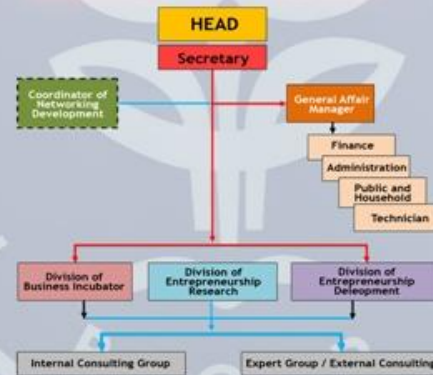 HEAD
Secretary
Coordinator of
Networking
Development
General Affair
Manager
Finance
Administration
Public and
Household
Technician
Division of
Business Incubator
Division of
Entrepreneurship
Research
Division of
Entrepreneurship
Deleopment
Internal Consulting Group
Expert Group / External Consulting